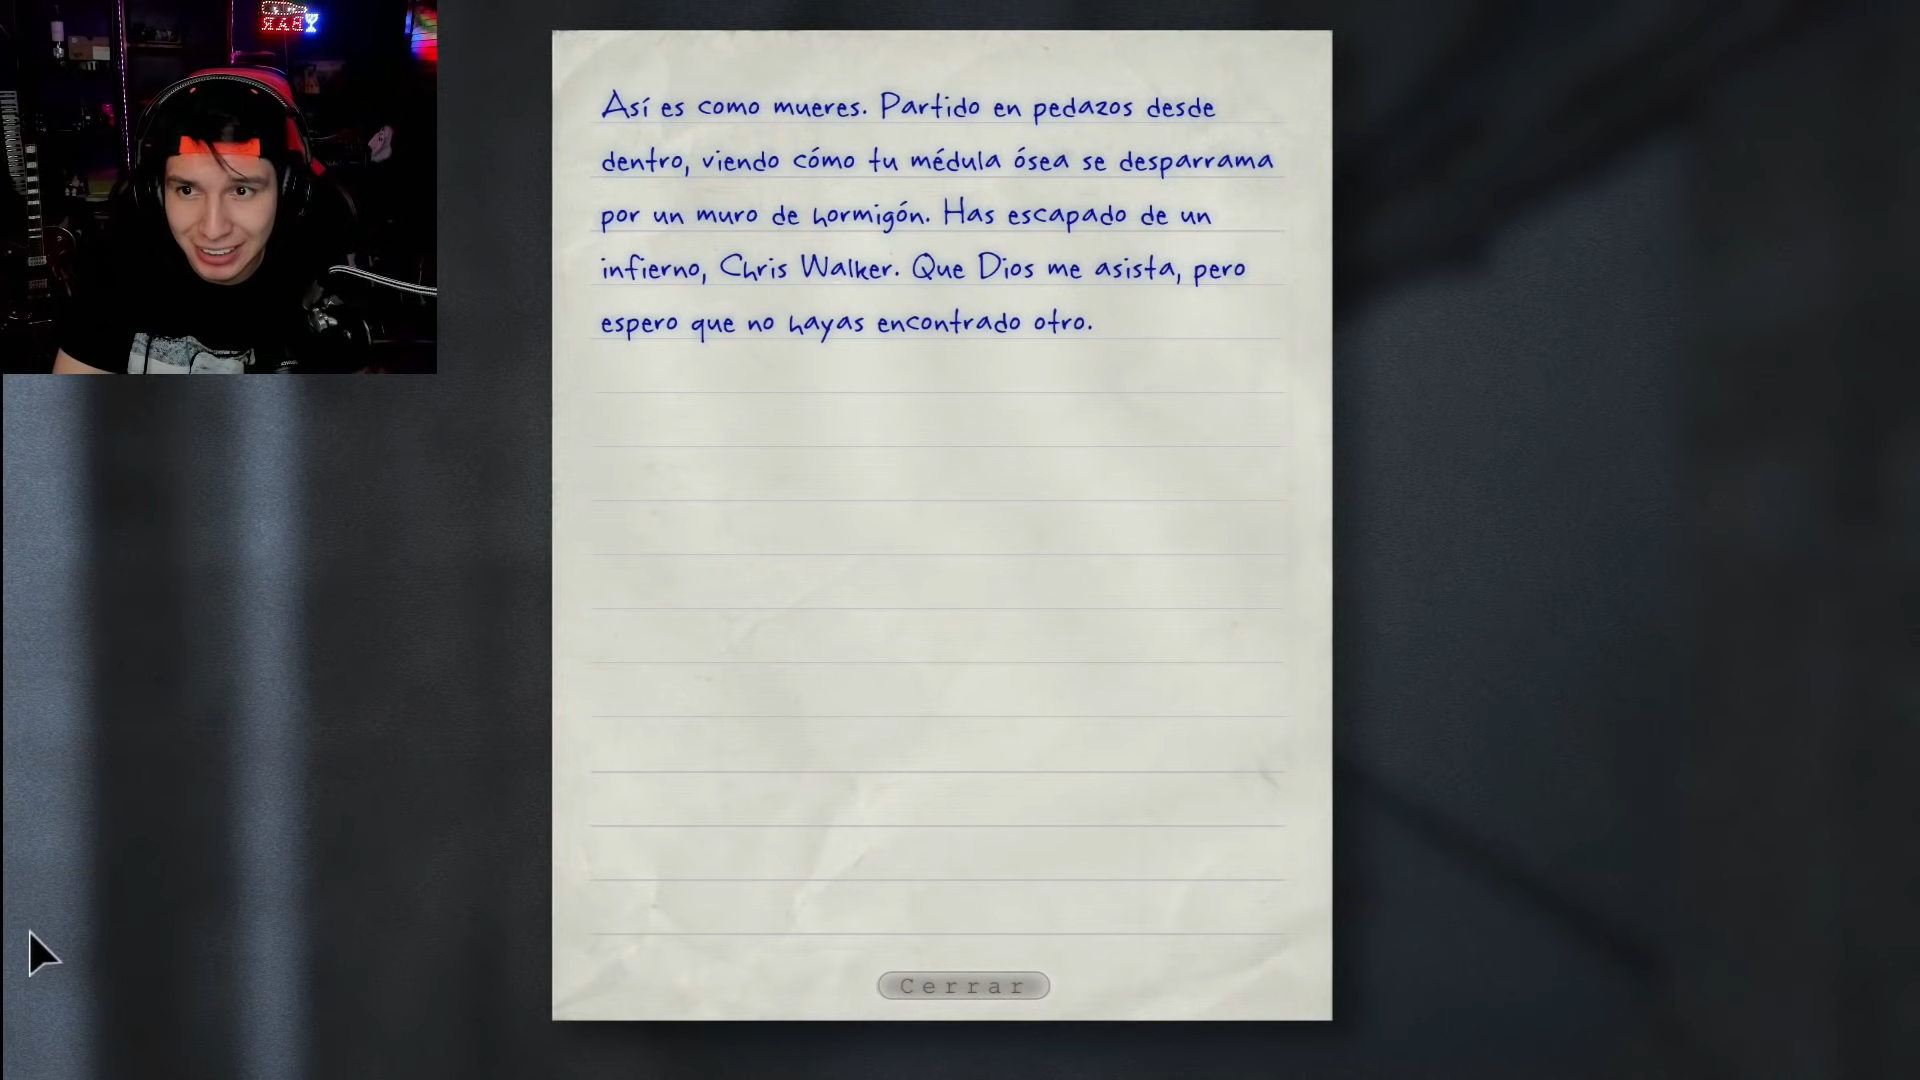 RAB
Así es como mueres. Partido en pedazos desde
dentro, viendo cómo tu médula ósea se desparrama
por un muro de hormigón. Has escapado de un
infierno, Chris Walker. Que Dios me asista, pero
espero que no hayas encontrado otro.
Cerrar